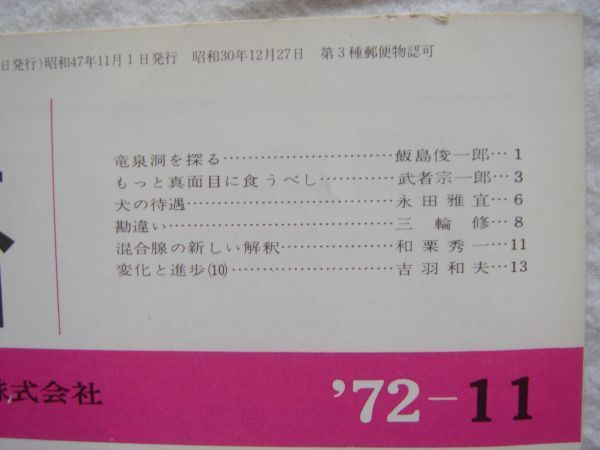 日発行)昭和47年11月1日発行 昭和30年12月27日 第3種郵便物認可
竜泉洞を探る…………………………飯島俊一郎…1
もっと真面目に食うべし……………武者宗一郎…3
犬の待遇………………………………永田雅宜…6
勘違い…………………………………三輪修…8
混合腺の新しい解釈…………………和栗秀一…11
変化と進歩(10)………………………吉羽和夫…13
株式会社
'72-11